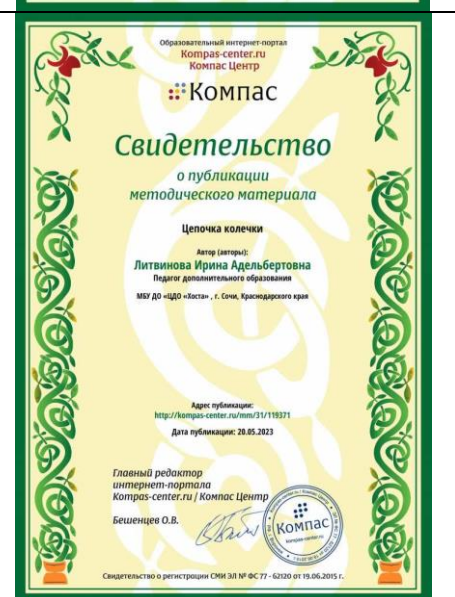 Образовательный интернет-портал
Kompas-center.ru
Компас Центр
Компас
Свидетельство
о публикации
методического материала
Цепочка колечки
Автор (авторы):
Литвинова Ирина Адельбертовна
Педагог дополнительного образования
МБУ ДО «ЦДО «Хоста» , г. Сочи, Краснодарского края
Адрес публикации:
http://kompas-center.ru/mm/31/119371
Дата публикации: 20.05.2023
Главный редактор
интернет-портала
Kompas-center.ru / Компас Центр
Бешенцев О.В.
Компас
kompas-center.ru
Свидетельство о регистрации СМИ ЭЛ № ФС 77 - 62120 от 19.06.2015 г.